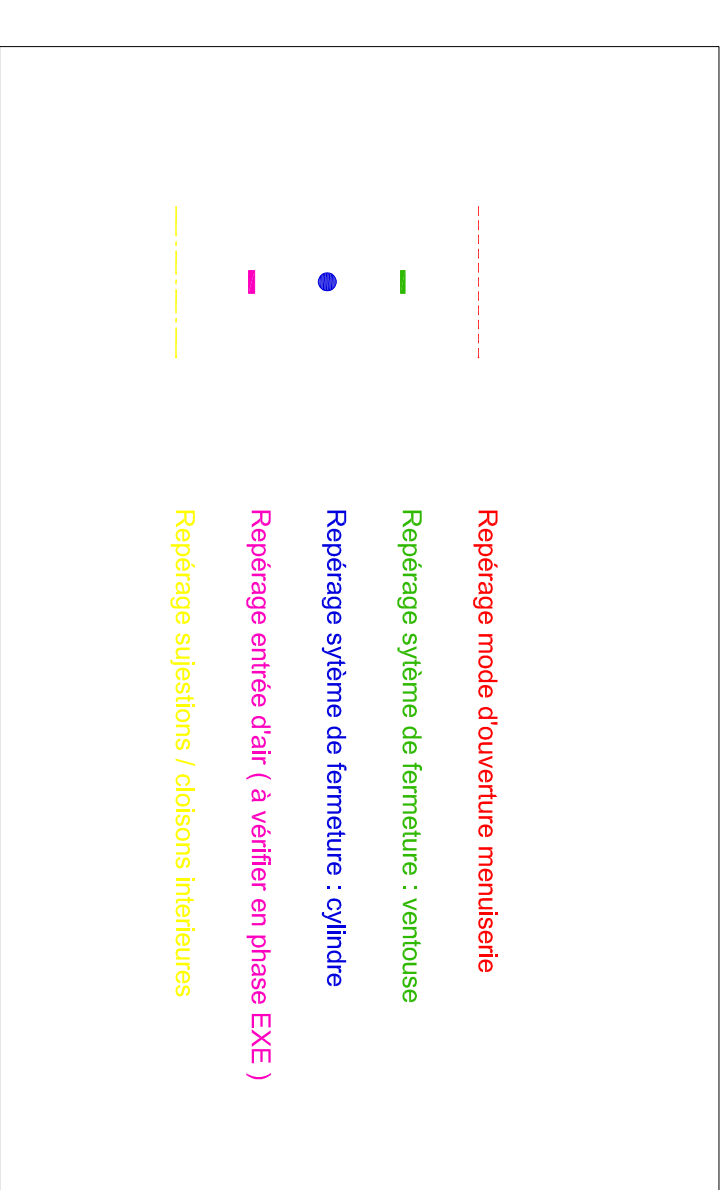 Repérage mode d'ouverture menuiserie
Repérage sytème de fermeture : ventouse
Repérage sytème de fermeture : cylindre
Repérage entrée d'air ( à vérifier en phase EXE )
Repérage sujestions / cloisons interieures